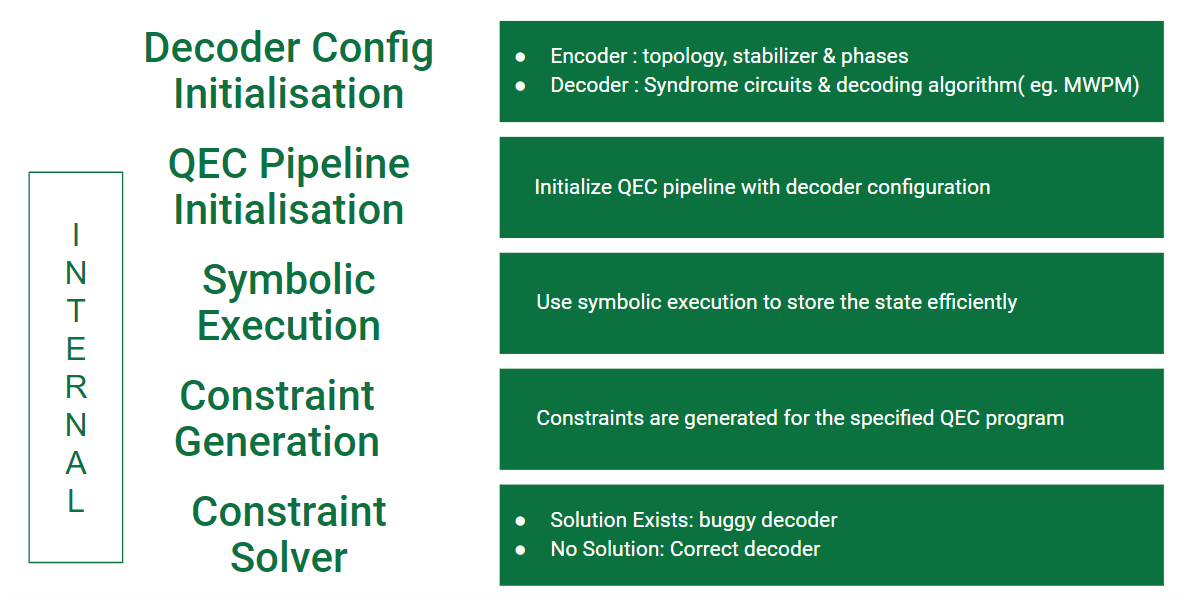 Decoder Config
Initialisation
● Encoder : topology, stabilizer & phases
● Decoder : Syndrome circuits & decoding algorithm( eg. MWPM)
QEC Pipeline
Initialisation
Initialize QEC pipeline with decoder configuration
I
N
T
E
R
N
A
L
Symbolic
Execution
Use symbolic execution to store the state efficiently
Constraint
Generation
Constraints are generated for the specified QEC program
Constraint
Solver
● Solution Exists: buggy decoder
● No Solution: Correct decoder